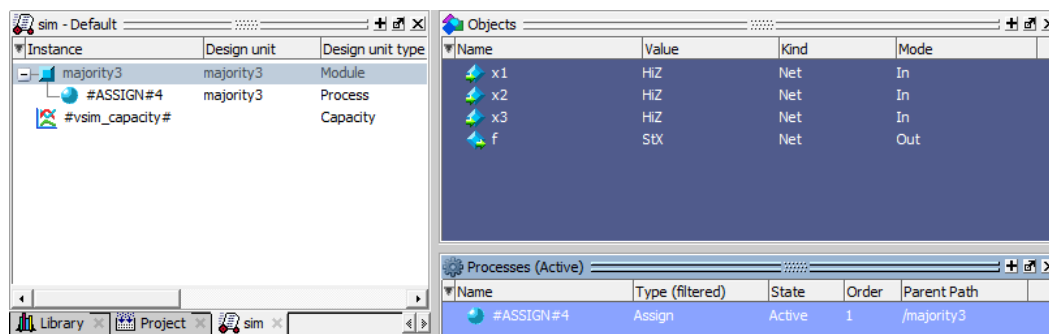 sim - Default
Instance Design unit Design unit type
majority3 majority3 Module
#ASSIGN#4 majority3 Process
#vsim_capacity# Capacity
Library Project sim
Objects
Name Value Kind Mode
x1 HiZ Net In
x2 HiZ Net In
x3 HiZ Net In
f StX Net Out
Processes (Active)
Name Type (filtered) State Order Parent Path
#ASSIGN#4 Assign Active 1 /majority3